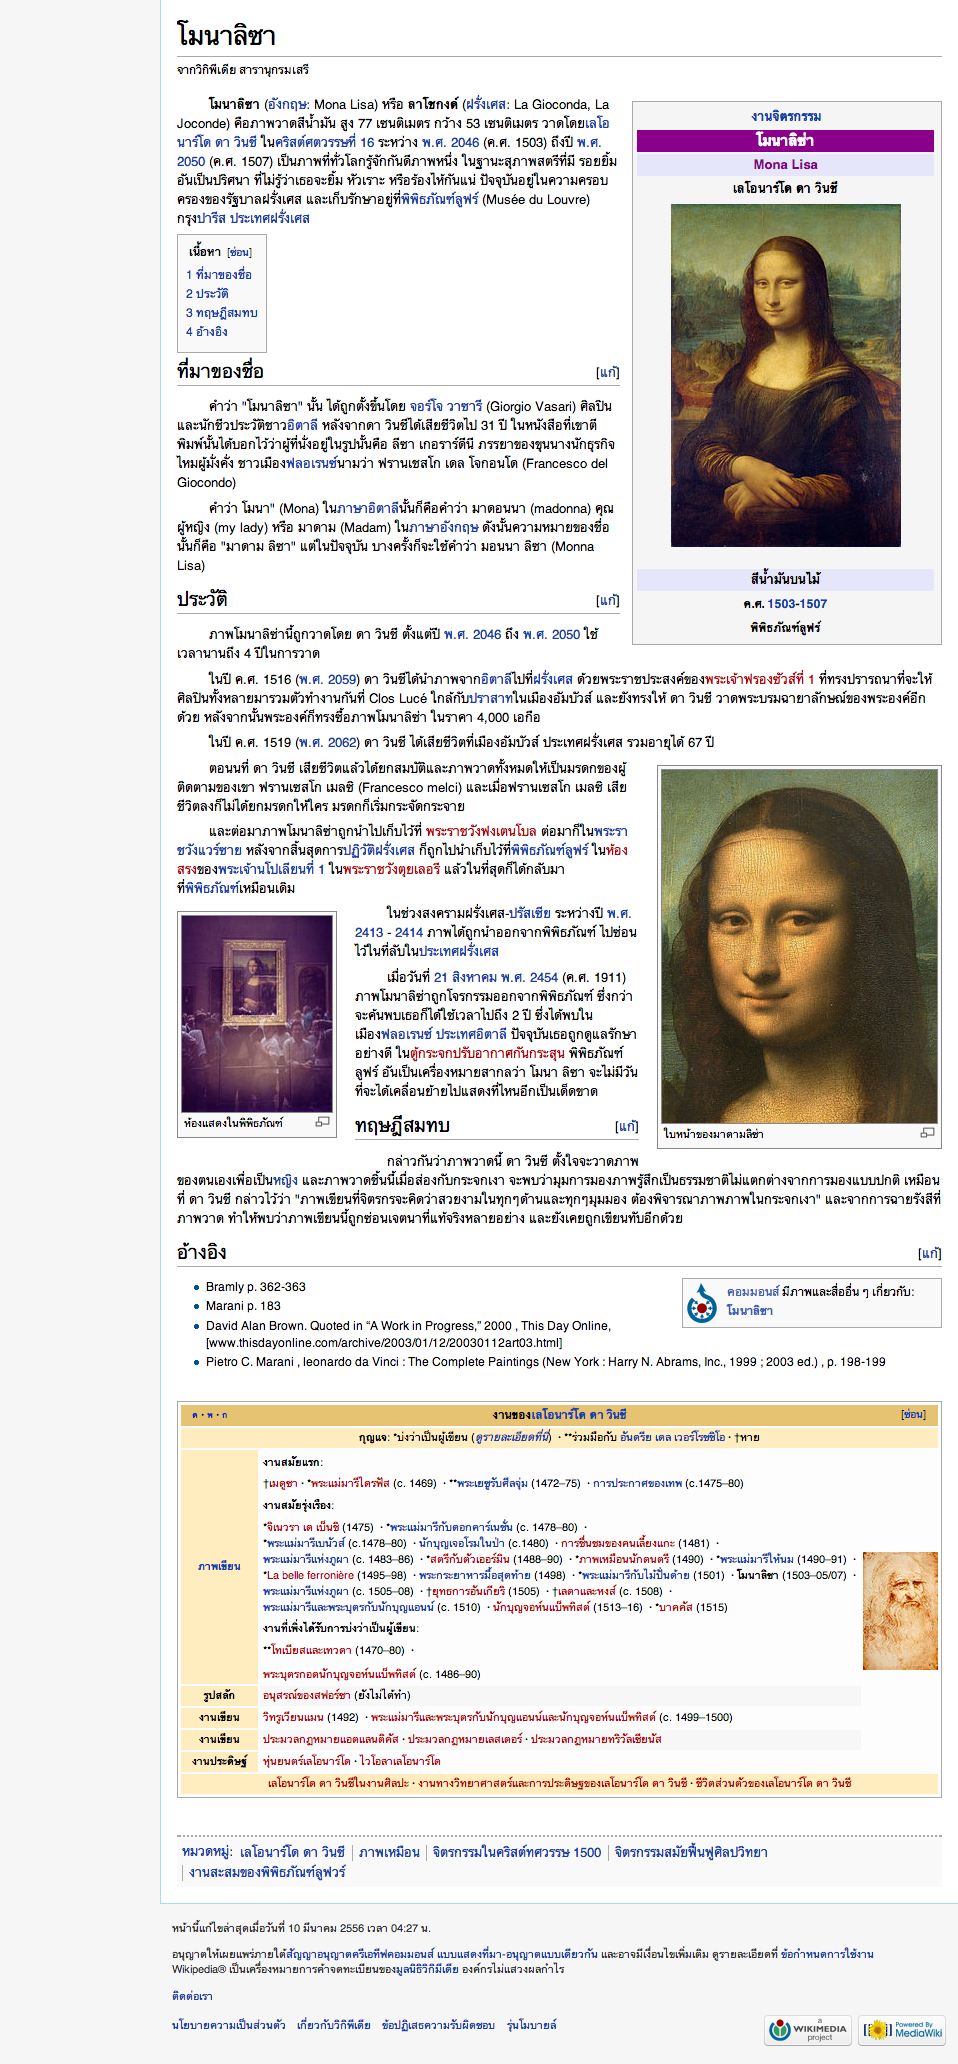 โมนาลิซา
จากวิกิพีเดีย สารานุกรมเสรี
โมนาลิซา (อังกฤษ: Mona Lisa) หรือ ลาโชกงด์ (ฝรั่งเศส: La Gioconda, La
Joconde) คือภาพวาดสีน้ำมัน สูง 77 เซนติเมตร กว้าง 53 เซนติเมตร วาดโดยเลโอ
นาร์โด ดา วินชี ในคริสต์ศตวรรษที่ 16 ระหว่าง พ.ศ. 2046 (ค.ศ. 1503) ถึงปี พ.ศ.
2050 (ค.ศ. 1507) เป็นภาพที่ทั่วโลกรู้จักกันดีภาพหนึ่ง ในฐานะสุภาพสตรีที่มี รอยยิ้ม
อันเป็นปริศนา ที่ไม่รู้ว่าเธอจะยิ้ม หัวเราะ หรือร้องไห้กันแน่ ปัจจุบันอยู่ในความครอบ
ครองของรัฐบาลฝรั่งเศส และเก็บรักษาอยู่ที่พิพิธภัณฑ์ลูฟร์ (Musée du Louvre)
กรุงปารีส ประเทศฝรั่งเศส
งานจิตรกรรม
โมนาลิซ่า
Mona Lisa
เลโอนาร์โด ดา วินชี
สีน้ำมันบนไม้
ค.ศ. 1503-1507
พิพิธภัณฑ์ลูฟร์
เนื้อหา [ซ่อน]
1 ที่มาของชื่อ
2 ประวัติ
3 ทฤษฎีสมทบ
4 อ้างอิง
ที่มาของชื่อ [แก้]
คำว่า "โมนาลิซา" นั้น ได้ถูกตั้งขึ้นโดย จอร์โจ วาซารี (Giorgio Vasari) ศิลปิน
และนักชีวประวัติชาวอิตาลี หลังจากดา วินชีได้เสียชีวิตไป 31 ปี ในหนังสือที่เขาตี
พิมพ์นั้นได้บอกไว้ว่าผู้ที่นั่งอยู่ในรูปนั้นคือ ลีซา เกอราร์ดีนี ภรรยาของขุนนางนักธุรกิจ
ไหมผู้มั่งคั่ง ชาวเมืองฟลอเรนซ์นามว่า ฟรานเชสโก เดล โจกอนโด (Francesco del
Giocondo)
คำว่า โมนา" (Mona) ในภาษาอิตาลีนั้นก็คือคำว่า มาดอนนา (madonna) คุณ
ผู้หญิง (my lady) หรือ มาดาม (Madam) ในภาษาอังกฤษ ดังนั้นความหมายของชื่อ
นั้นก็คือ "มาดาม ลิซา" แต่ในปัจจุบัน บางครั้งก็จะใช้คำว่า มอนนา ลิซา (Monna
Lisa)
ประวัติ [แก้]
ภาพโมนาลิซ่านี้ถูกวาดโดย ดา วินชี ตั้งแต่ปี พ.ศ. 2046 ถึง พ.ศ. 2050 ใช้
เวลานานถึง 4 ปีในการวาด
ในปี ค.ศ. 1516 (พ.ศ. 2059) ดา วินชีได้นำภาพจากอิตาลีไปที่ฝรั่งเศส ด้วยพระราชประสงค์ของพระเจ้าฟรองซัวส์ที่ 1 ที่ทรงปรารถนาที่จะให้
ศิลปินทั้งหลายมารวมตัวทำงานกันที่ Clos Lucé ใกล้กับปราสาทในเมืองอัมบัวส์ และยังทรงให้ ดา วินชี วาดพระบรมฉายาลักษณ์ของพระองค์อีก
ด้วย หลังจากนั้นพระองค์ก็ทรงซื้อภาพโมนาลิซ่า ในราคา 4,000 เอกือ
ในปี ค.ศ. 1519 (พ.ศ. 2062) ดา วินชี ได้เสียชีวิตที่เมืองอัมบัวส์ ประเทศฝรั่งเศส รวมอายุได้ 67 ปี
ตอนนที่ ดา วินชี เสียชีวิตแล้วได้ยกสมบัติและภาพวาดทั้งหมดให้เป็นมรดกของผู้
ติดตามของเขา ฟรานเชสโก เมลซิ (Francesco melci) และเมื่อฟรานเซสโก เมลซิ เสีย
ชีวิตลงก็ไม่ได้ยกมรดกให้ใคร มรดกก็เริ่มกระจัดกระจาย
และต่อมาภาพโมนาลิซ่าถูกนำไปเก็บไว้ที่ พระราชวังฟงเตนโบล ต่อมาก็ในพระรา
ชวังแวร์ซาย หลังจากสิ้นสุดการปฏิวัติฝรั่งเศส ก็ถูกไปนำเก็บไว้ที่พิพิธภัณฑ์ลูฟร์ ในห้อง
สรงของพระเจ้านโปเลียนที่ 1 ในพระราชวังตุยเลอรี แล้วในที่สุดก็ได้กลับมา
ที่พิพิธภัณฑ์เหมือนเดิม
ในช่วงสงครามฝรั่งเศส-ปรัสเซีย ระหว่างปี พ.ศ.
2413 - 2414 ภาพได้ถูกนำออกจากพิพิธภัณฑ์ ไปซ่อน
ไว้ในที่ลับในประเทศฝรั่งเศส
เมื่อวันที่ 21 สิงหาคม พ.ศ. 2454 (ค.ศ. 1911)
ภาพโมนาลิซ่าถูกโจรกรรมออกจากพิพิธภัณฑ์ ซึ่งกว่า
จะค้นพบเธอก็ได้ใช้เวลาไปถึง 2 ปี ซึ่งได้พบใน
เมืองฟลอเรนซ์ ประเทศอิตาลี ปัจจุบันเธอถูกดูแลรักษา
อย่างดี ในตู้กระจกปรับอากาศกันกระสุน พิพิธภัณฑ์
ลูฟร์ อันเป็นเครื่องหมายสากลว่า โมนา ลิซา จะไม่มีวัน
ที่จะได้เคลื่อนย้ายไปแสดงที่ไหนอีกเป็นเด็ดขาด
ห้องแสดงในพิพิธภัณฑ์
ใบหน้าของมาดามลิซ่า
ทฤษฎีสมทบ [แก้]
กล่าวกันว่าภาพวาดนี้ ดา วินซี ตั้งใจจะวาดภาพ
ของตนเองเพื่อเป็นหญิง และภาพวาดชิ้นนี้เมื่อส่องกับกระจกเงา จะพบว่ามุมการมองภาพรู้สึกเป็นธรรมชาติไม่แตกต่างจากการมองแบบปกติ เหมือน
ที่ ดา วินชี กล่าวไว้ว่า "ภาพเขียนที่จิตรกรจะคิดว่าสวยงามในทุกๆด้านและทุกๆมุมมอง ต้องพิจารณาภาพภาพในกระจกเงา" และจากการฉายรังสีที่
ภาพวาด ทำให้พบว่าภาพเขียนนี้ถูกซ่อนเจตนาที่แท้จริงหลายอย่าง และยังเคยถูกเขียนทับอีกด้วย
อ้างอิง [แก้]
Bramly p. 362-363
Marani p. 183
David Alan Brown. Quoted in “A Work in Progress,” 2000 , This Day Online,
[www.thisdayonline.com/archive/2003/01/12/20030112art03.html]
Pietro C. Marani , leonardo da Vinci : The Complete Paintings (New York : Harry N. Abrams, Inc., 1999 ; 2003 ed.) , p. 198-199
คอมมอนส์ มีภาพและสื่ออื่น ๆ เกี่ยวกับ:
โมนาลิซา
ด · พ · ก งานของเลโอนาร์โด ดา วินชี [ซ่อน]
กุญแจ: *บ่งว่าเป็นผู้เขียน (ดูรายละเอียดที่นี่) · **ร่วมมือกับ อันดรีย เดล เวอร์โรชชิโอ · †หาย
ภาพเขียน
งานสมัยแรก:
†เมดูซา · *พระแม่มารีไดรฟัส (c. 1469) · **พระเยซูรับศีลจุ่ม (1472–75) · การประกาศของเทพ (c.1475–80)
งานสมัยรุ่งเรือง:
*จิเนวรา เด เบ็นชิ (1475) · *พระแม่มารีกับดอกคาร์เนชั่น (c. 1478–80) ·
*พระแม่มารีเบนัวส์ (c.1478–80) · นักบุญเจอโรมในป่า (c.1480) · การชื่นชมของคนเลี้ยงแกะ (1481) ·
พระแม่มารีแห่งภูผา (c. 1483–86) · *สตรีกับตัวเออร์มิน (1488–90) · *ภาพเหมือนนักดนตรี (1490) · *พระแม่มารีให้นม (1490–91) ·
*La belle ferronière (1495–98) · พระกระยาหารมื้อสุดท้าย (1498) · *พระแม่มารีกับไม้ปั่นด้าย (1501) · โมนาลิซา (1503–05/07) ·
พระแม่มารีแห่งภูผา (c. 1505–08) · †ยุทธการอันเกียริ (1505) · †เลดาและหงส์ (c. 1508) ·
พระแม่มารีและพระบุตรกับนักบุญแอนน์ (c. 1510) · นักบุญจอห์นแบ็พทิสต์ (1513–16) · *บาคคัส (1515)
งานที่เพิ่งได้รับการบ่งว่าเป็นผู้เขียน:
**โทเบียสและเทวดา (1470–80) ·
พระบุตรกอดนักบุญจอห์นแบ็พทิสต์ (c. 1486–90)
รูปสลัก อนุสรณ์ของสฟอร์ซา (ยังไม่ได้ทำ)
งานเขียน วิทรูเวียนแมน (1492) · พระแม่มารีและพระบุตรกับนักบุญแอนน์และนักบุญจอห์นแบ็พทิสต์ (c. 1499–1500)
งานเขียน ประมวลกฎหมายแอตแลนติคัส · ประมวลกฎหมายเลสเตอร์ · ประมวลกฎหมายทริวัลเซียนัส
งานประดิษฐ์ หุ่นยนตร์เลโอนาร์โด · ไวโอลาเลโอนาร์โด
เลโอนาร์โด ดา วินชีในงานศิลปะ · งานทางวิทยาศาสตร์และการประดิษฐของเลโอนาร์โด ดา วินชี · ชีวิตส่วนตัวของเลโอนาร์โด ดา วินชี
หมวดหมู่: เลโอนาร์โด ดา วินชี | ภาพเหมือน | จิตรกรรมในคริสต์ทศวรรษ 1500 | จิตรกรรมสมัยฟื้นฟูศิลปวิทยา
| งานสะสมของพิพิธภัณฑ์ลูฟวร์
หน้านี้แก้ไขล่าสุดเมื่อวันที่ 10 มีนาคม 2556 เวลา 04:27 น.
อนุญาตให้เผยแพร่ภายใต้สัญญาอนุญาตครีเอทีฟคอมมอนส์ แบบแสดงที่มา-อนุญาตแบบเดียวกัน และอาจมีเงื่อนไขเพิ่มเติม ดูรายละเอียดที่ ข้อกำหนดการใช้งาน
Wikipedia® เป็นเครื่องหมายการค้าจดทะเบียนของมูลนิธิวิกิมีเดีย องค์กรไม่แสวงผลกำไร
ติดต่อเรา
นโยบายความเป็นส่วนตัว เกี่ยวกับวิกิพีเดีย ข้อปฏิเสธความรับผิดชอบ รุ่นโมบายล์
a
WIKIMEDIA
project
Powered By
MediaWiki